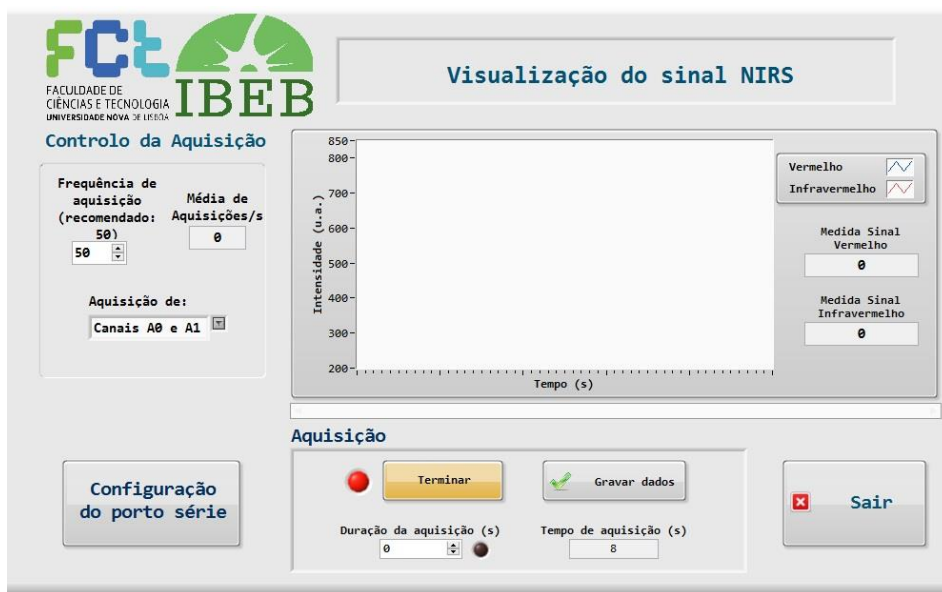 FCt
IBEB
FACULDADE DE
CIÊNCIAS E TECNOLOGIA
UNIVERSIDADE NOVA DE LISBOA
Visualização do sinal NIRS
Controlo da Aquisição
Frequência de
aquisição
(recomendado:
50)
50
Média de
Aquisições/s
0
Aquisição de:
Canais A0 e A1
Intensidade (u.a.)
850
800
700
600
500
400
300
200
Tempo (s)
Vermelho
Infravermelho
Medida Sinal
Vermelho
0
Medida Sinal
Infravermelho
0
Configuração
do porto série
Aquisição
Terminar
Gravar dados
Duração da aquisição (s)
0
Tempo de aquisição (s)
8
Sair